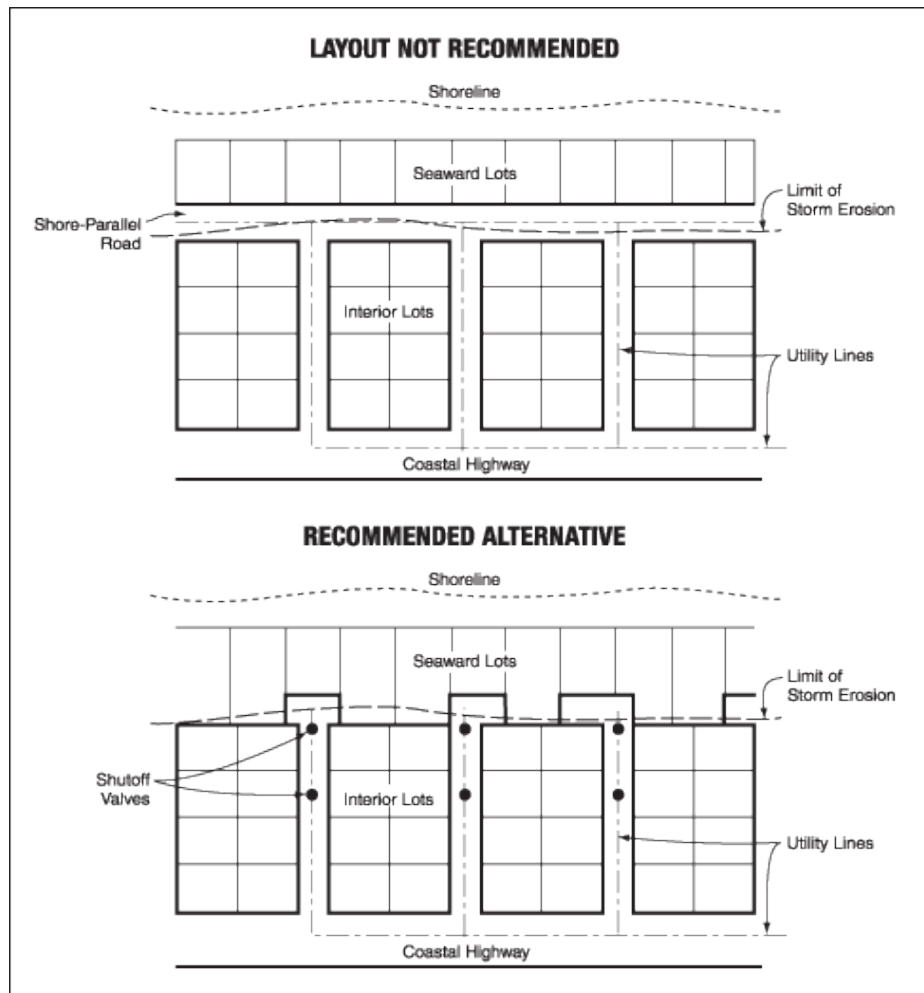 LAYOUT NOT RECOMMENDED
Shoreline
Seaward Lots
Limit of
Storm Erosion
Shore-Parallel
Road
Interior Lots
Utility Lines
Coastal Highway
RECOMMENDED ALTERNATIVE
Shoreline
Seaward Lots
Limit of
Storm Erosion
Shutoff
Valves
Interior Lots
Utility Lines
Coastal Highway